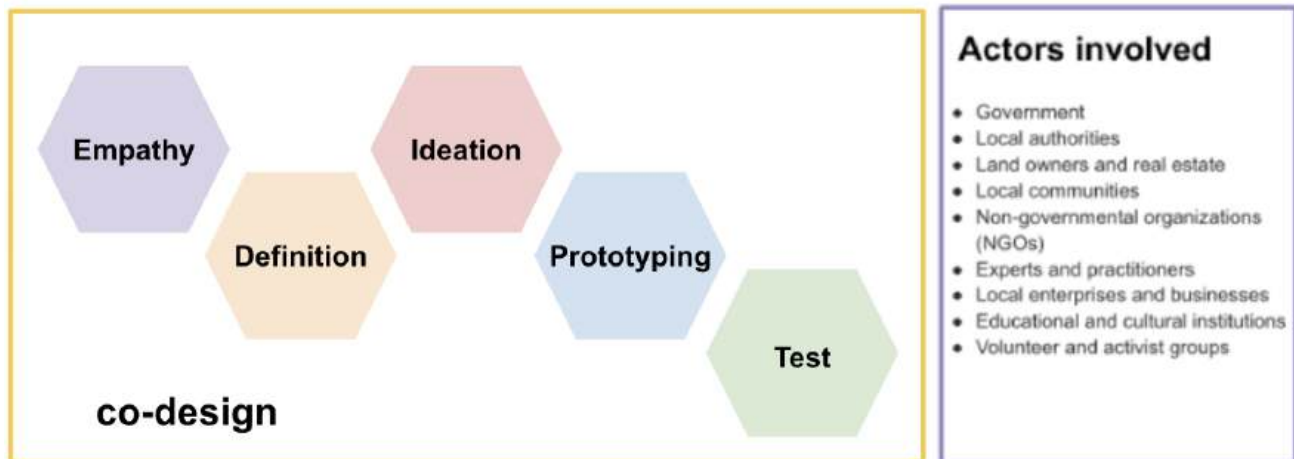 Empathy
Definition
Ideation
Prototyping
Test
co-design
Actors involved
● Government
● Local authorities
● Land owners and real estate
● Local communities
● Non-governmental organizations
(NGOs)
● Experts and practitioners
● Local enterprises and businesses
● Educational and cultural institutions
● Volunteer and activist groups